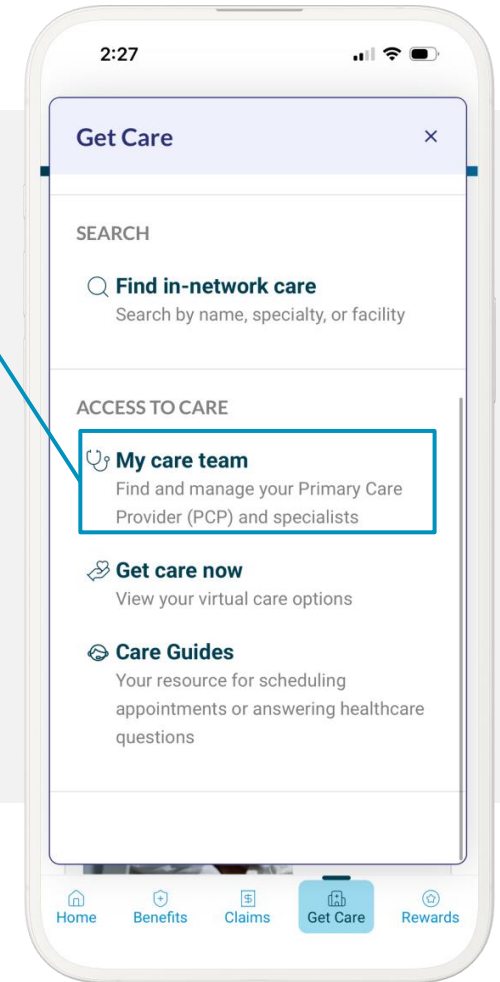 2:27
Get Care
SEARCH
Find in-network care
Search by name, specialty, or facility
ACCESS TO CARE
My care team
Find and manage your Primary Care
Provider (PCP) and specialists
Get care now
View your virtual care options
Care Guides
Your resource for scheduling
appointments or answering healthcare
questions
Home Benefits Claims Get Care Rewards